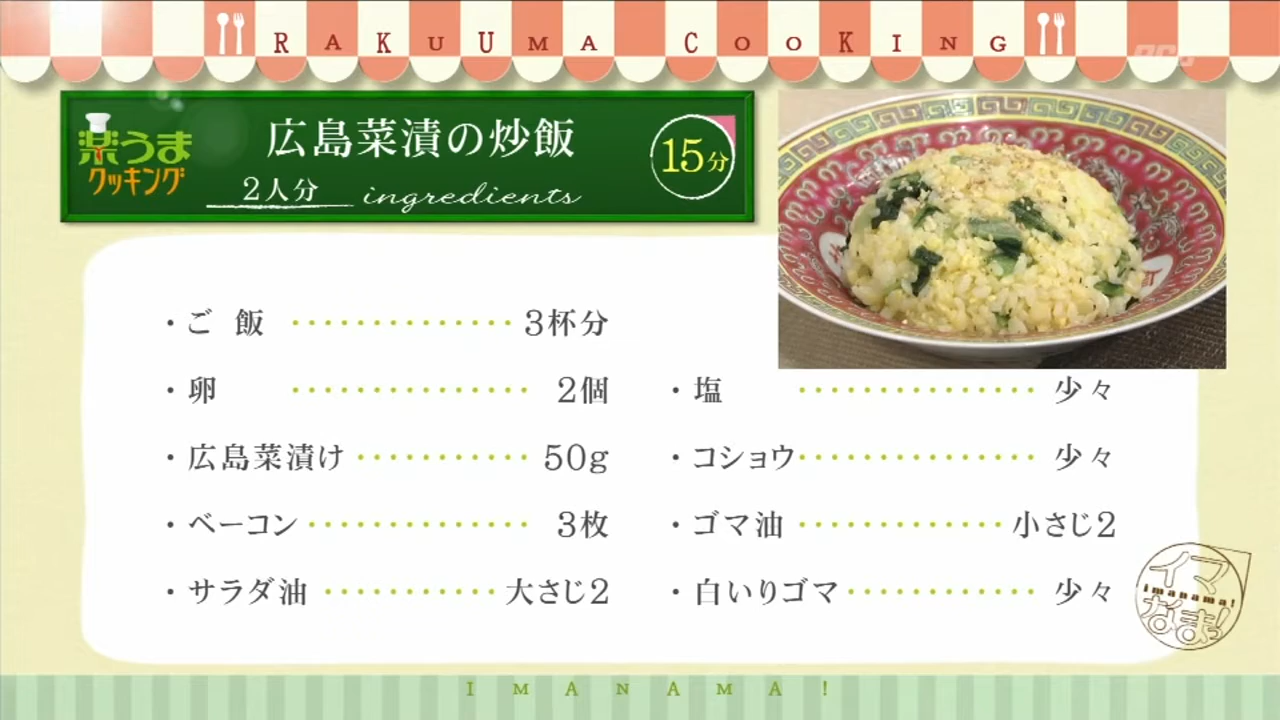 RAKUUMA COOKING
楽うま
クッキング
広島菜漬の炒飯
2人分 ingredients
15分
・ご 飯 ・・・・・・・・・・・・・・ 3杯分
・卵 ・・・・・・・・・・・・・・・ 2個
・広島菜漬け ・・・・・・・・・・・ 50g
・ベーコン ・・・・・・・・・・・・・・ 3枚
・サラダ油 ・・・・・・・・・・・ 大さじ2
・塩 ・・・・・・・・・・・・・・・ 少々
・コショウ ・・・・・・・・・・・・・・・ 少々
・ゴマ油 ・・・・・・・・・・・・・ 小さじ2
・白いりゴマ ・・・・・・・・・・・・ 少々
イマ
imanama!
なまっ!
IMANAMA!